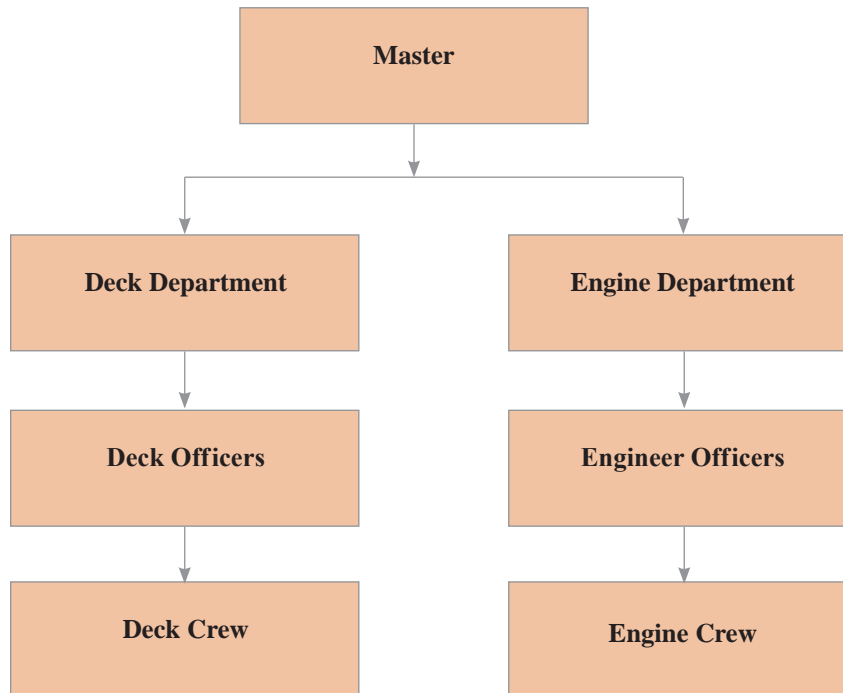 Master
Deck Department
Engine Department
Deck Officers
Engineer Officers
Deck Crew
Engine Crew